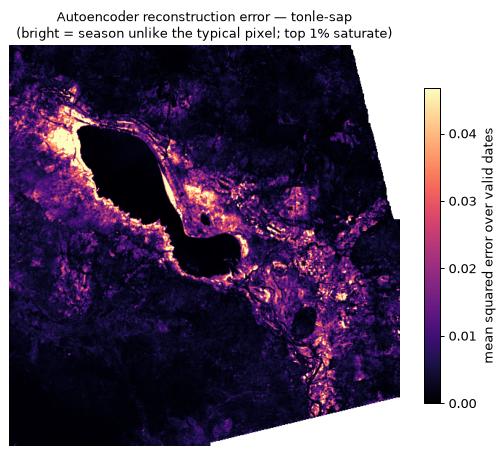 Autoencoder reconstruction error — tonle-sap
(bright = season unlike the typical pixel; top 1% saturate)
0.04
0.03
0.02
0.01
0.00
mean squared error over valid dates